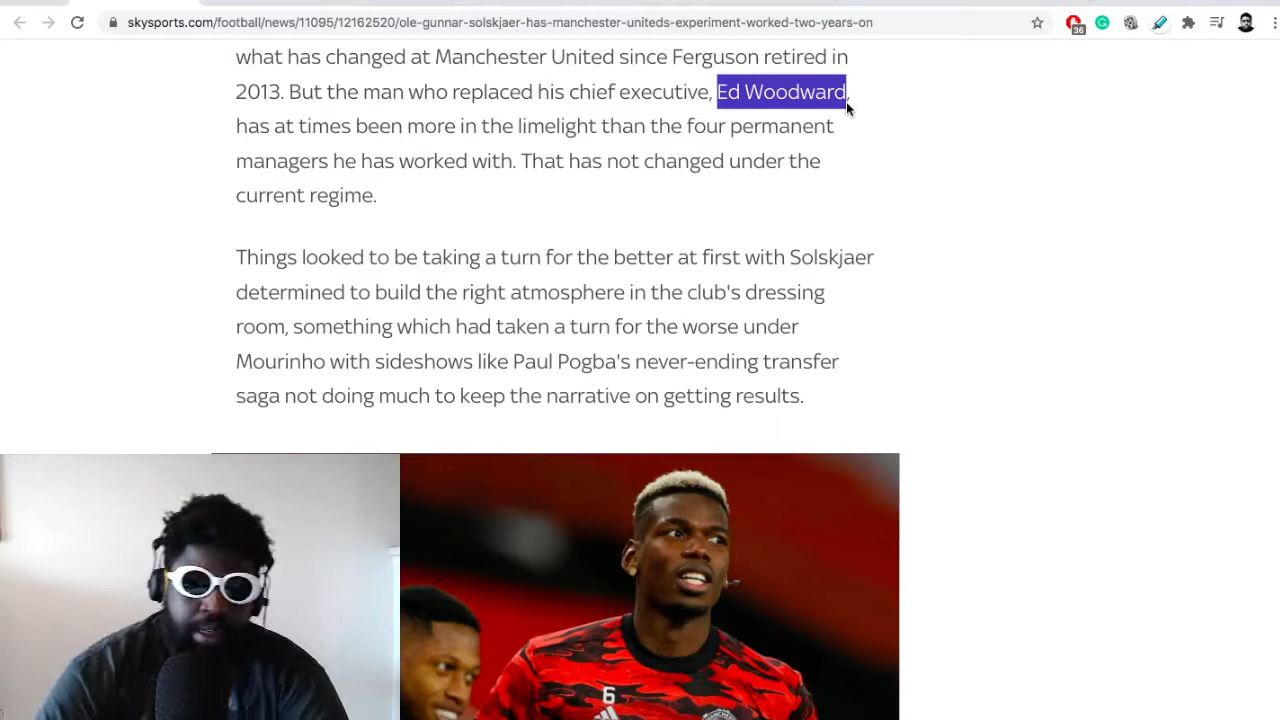 skysports.com/football/news/11095/12162520/ole-gunnar-solskjaer-has-manchester-uniteds-experiment-worked-two-years-on
36
what has changed at Manchester United since Ferguson retired in
2013. But the man who replaced his chief executive, Ed Woodward,
has at times been more in the limelight than the four permanent
managers he has worked with. That has not changed under the
current regime.
Things looked to be taking a turn for the better at first with Solskjaer
determined to build the right atmosphere in the club's dressing
room, something which had taken a turn for the worse under
Mourinho with sideshows like Paul Pogba's never-ending transfer
saga not doing much to keep the narrative on getting results.
6